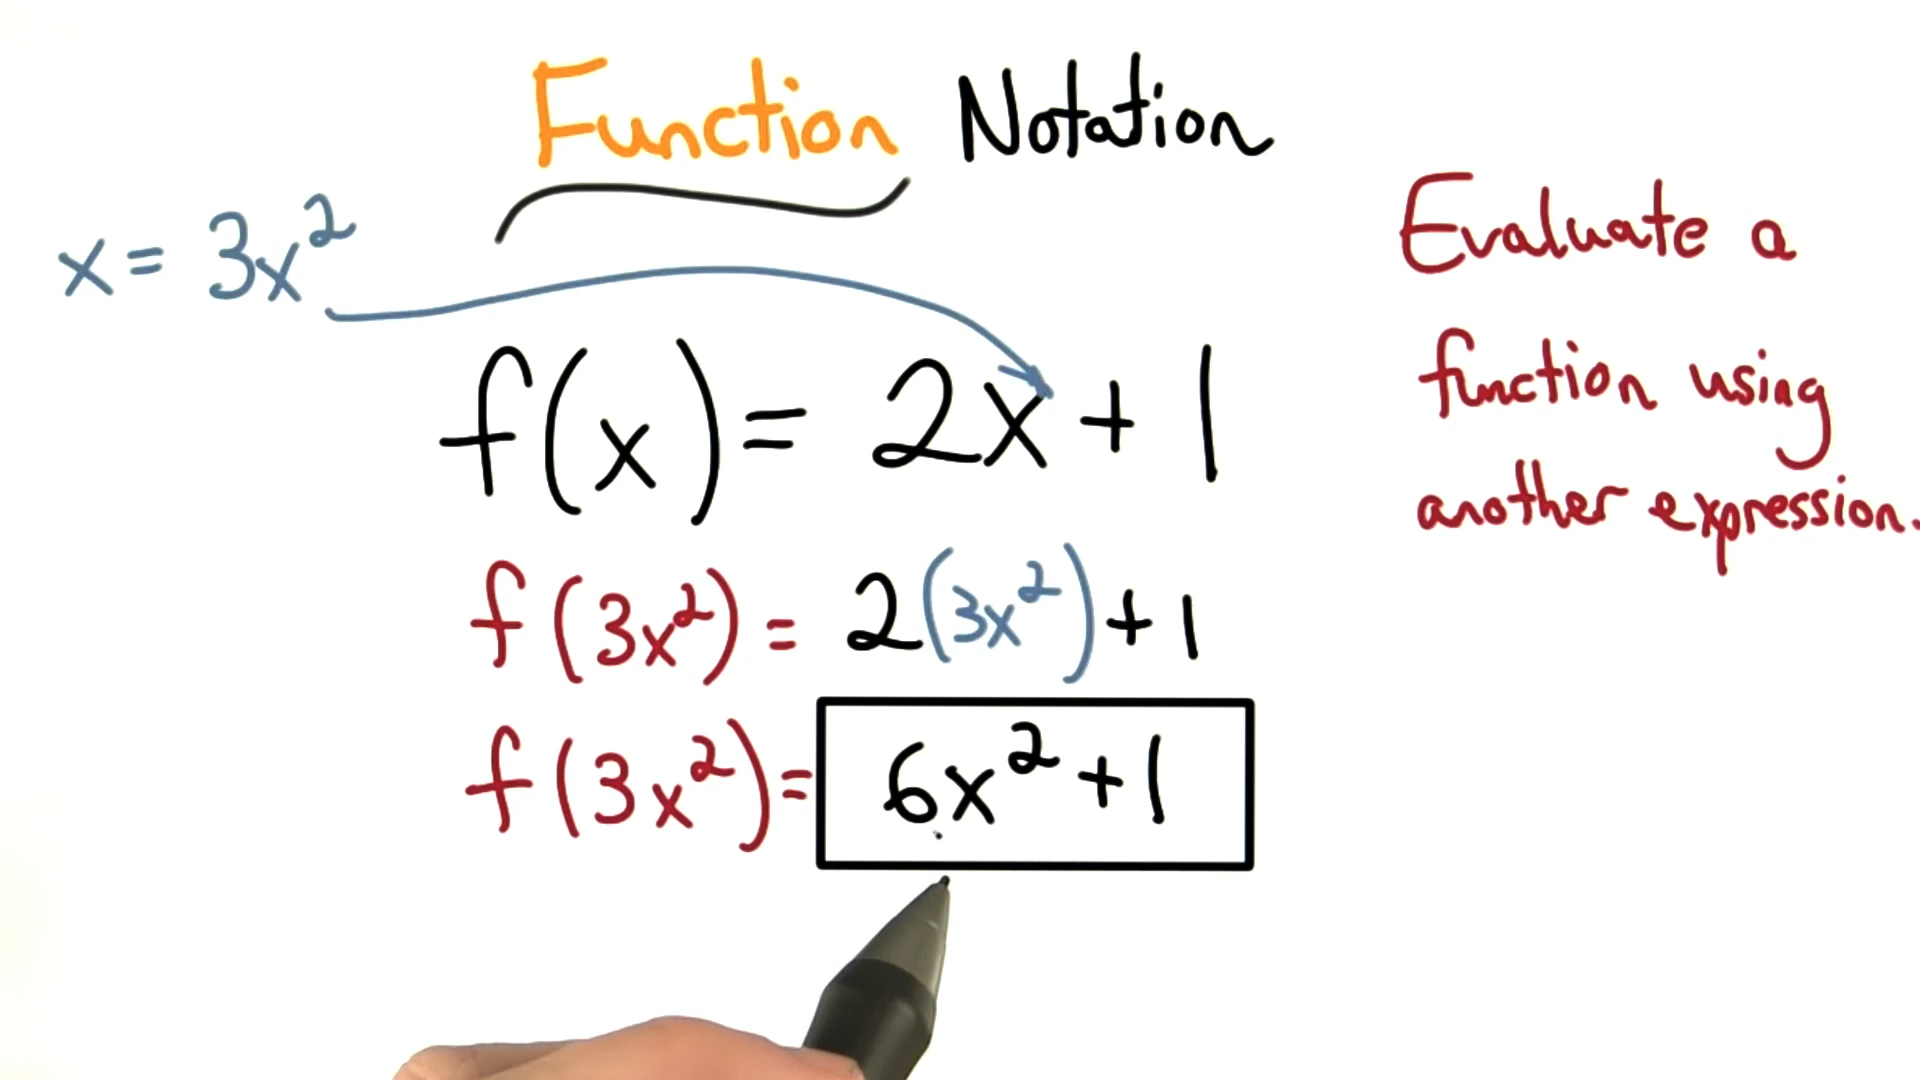 Function Notation
x = 3x²
Evaluate a
function using
another expression.
f(x) = 2x + 1
f(3x²) = 2(3x²) + 1
f(3x²) = 6x² + 1